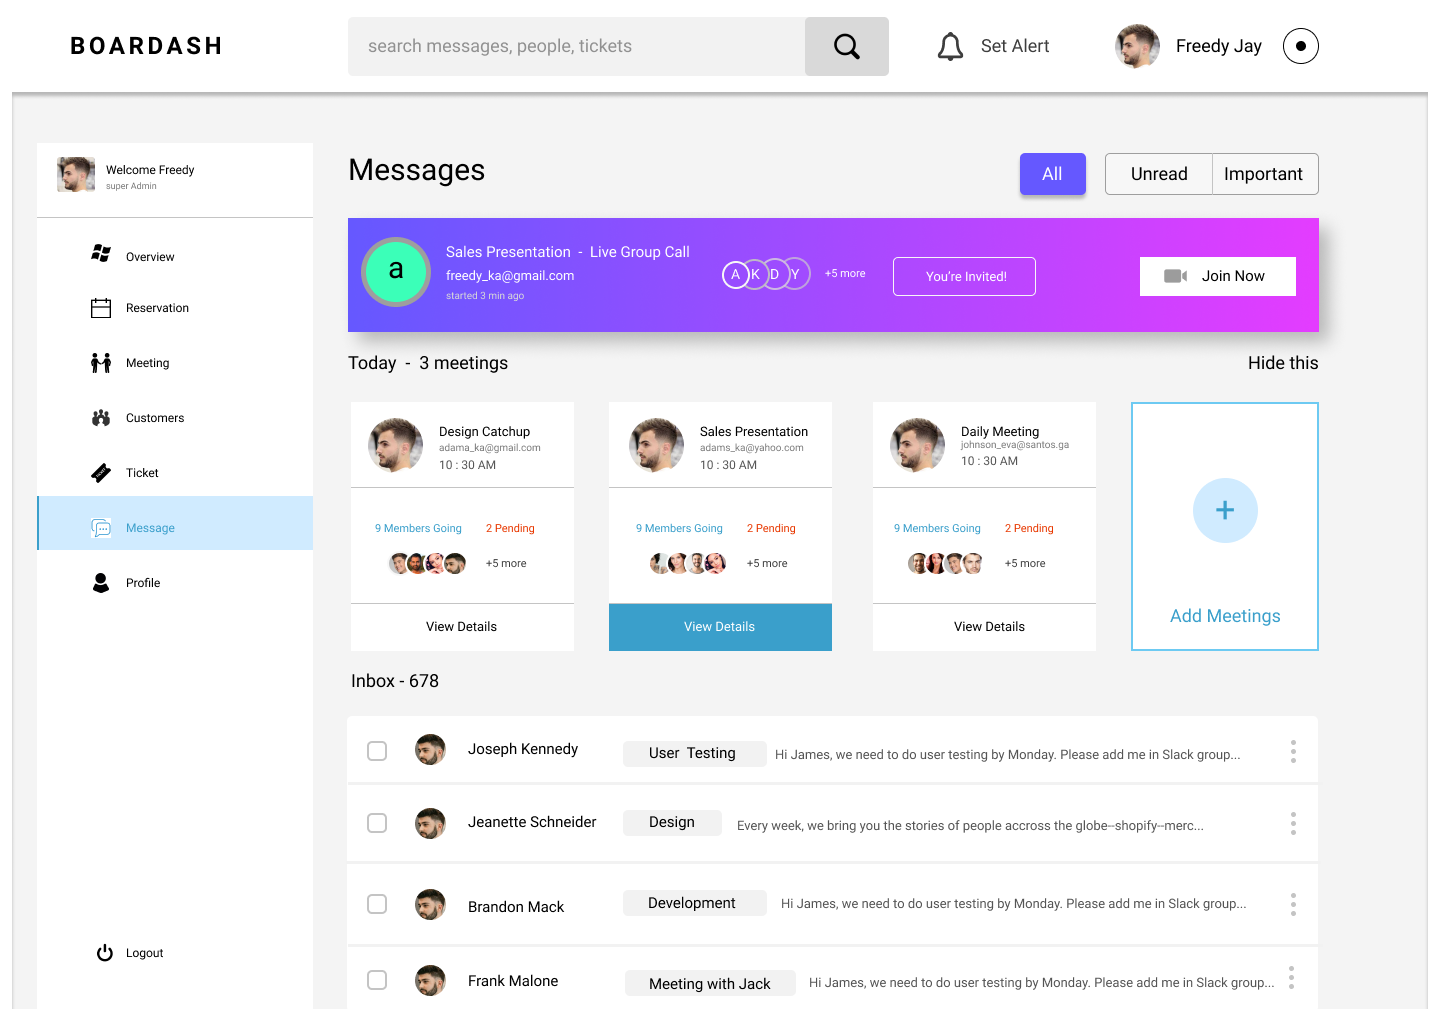 BOARDASH
search messages, people, tickets
Set Alert
Freedy Jay
Welcome Freedy
super Admin
Overview
Reservation
Meeting
Customers
Ticket
Message
Profile
Logout
Messages
All
Unread
Important
a
Sales Presentation - Live Group Call
freedy_ka@gmail.com
started 3 min ago
A K D Y
+5 more
You're Invited!
Join Now
Today - 3 meetings
Hide this
Design Catchup
adama_ka@gmail.com
10 : 30 AM
9 Members Going
2 Pending
+5 more
View Details
Sales Presentation
adams_ka@yahoo.com
10 : 30 AM
9 Members Going
2 Pending
+5 more
View Details
Daily Meeting
johnson_eva@santos.ga
10 : 30 AM
9 Members Going
2 Pending
+5 more
View Details
+
Add Meetings
Inbox - 678
Joseph Kennedy
User Testing
Hi James, we need to do user testing by Monday. Please add me in Slack group...
Jeanette Schneider
Design
Every week, we bring you the stories of people accross the globe--shopify--merc...
Brandon Mack
Development
Hi James, we need to do user testing by Monday. Please add me in Slack group...
Frank Malone
Meeting with Jack
Hi James, we need to do user testing by Monday. Please add me in Slack group...